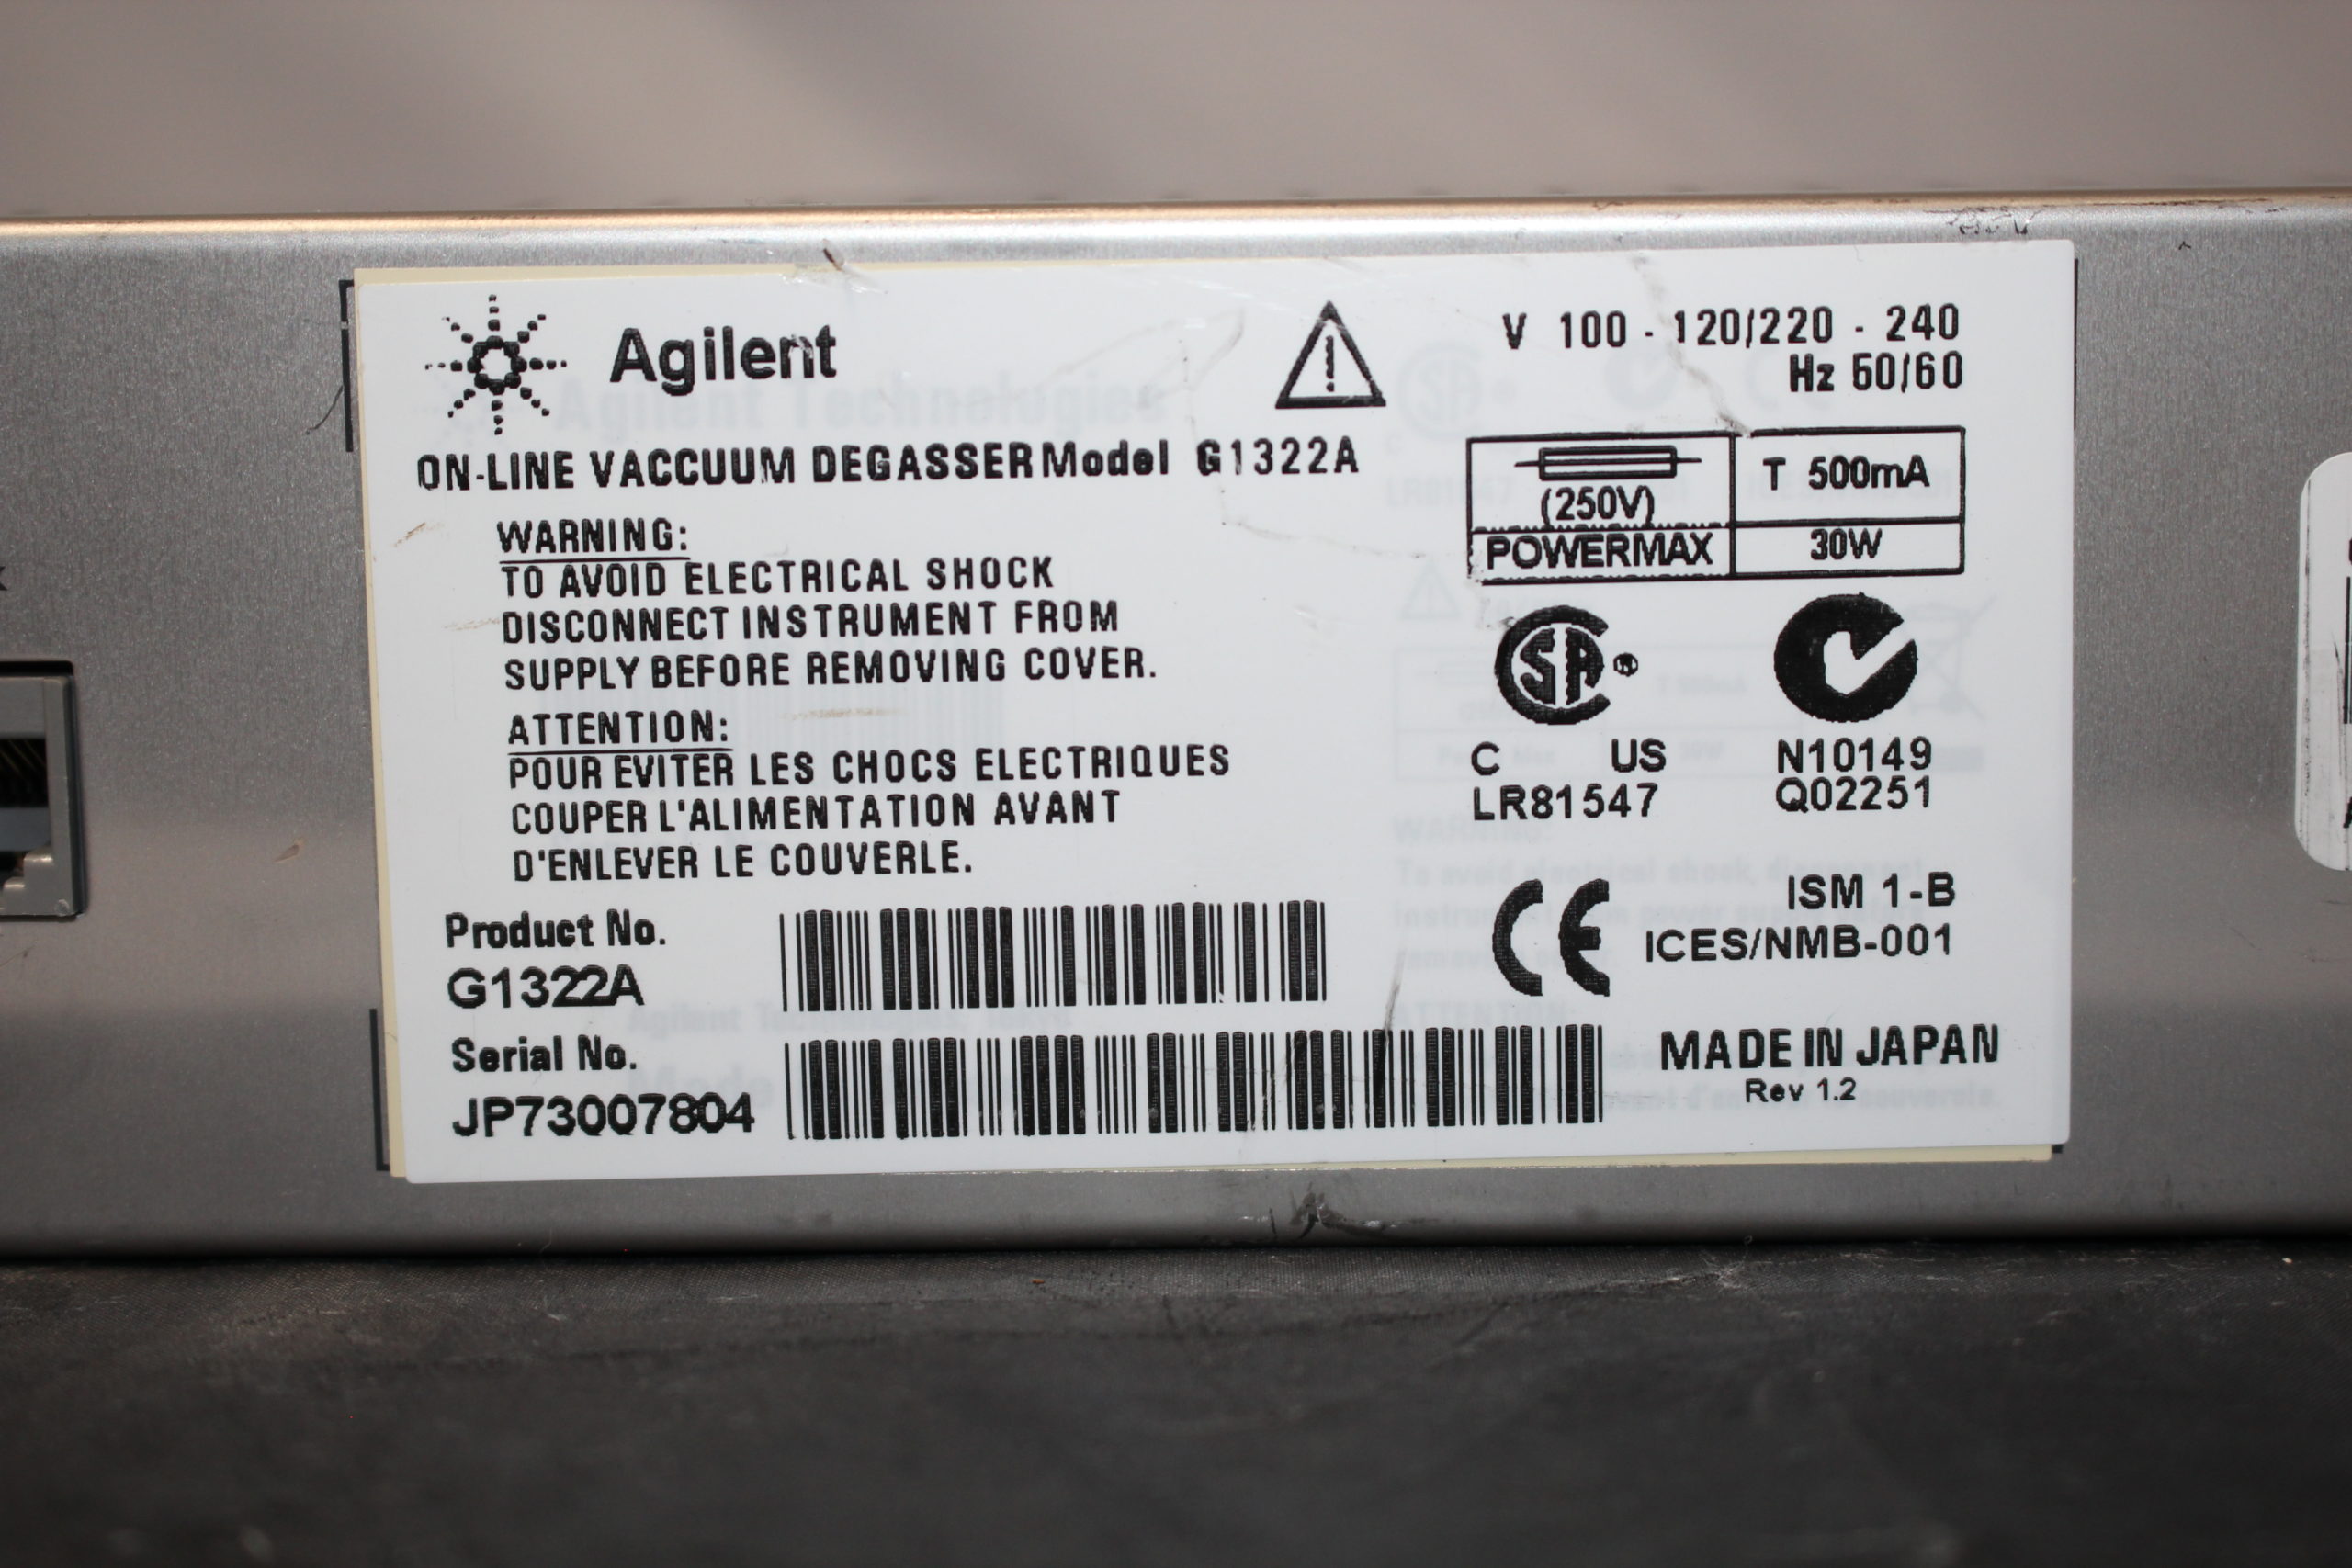 Agilent
V 100 - 120/220 - 240
Hz 50/60
ON-LINE VACCUUM DEGASSER Model G1322A
(250V)
T 500mA
POWERMAX
30W
WARNING:
TO AVOID ELECTRICAL SHOCK
DISCONNECT INSTRUMENT FROM
SUPPLY BEFORE REMOVING COVER.
ATTENTION:
POUR EVITER LES CHOCS ELECTRIQUES
COUPER L'ALIMENTATION AVANT
D'ENLEVER LE COUVERLE.
SA ®
C US
LR81547
N10149
Q02251
CE
ISM 1-B
ICES/NMB-001
Product No.
G1322A
Serial No.
JP73007804
MADE IN JAPAN
Rev 1.2